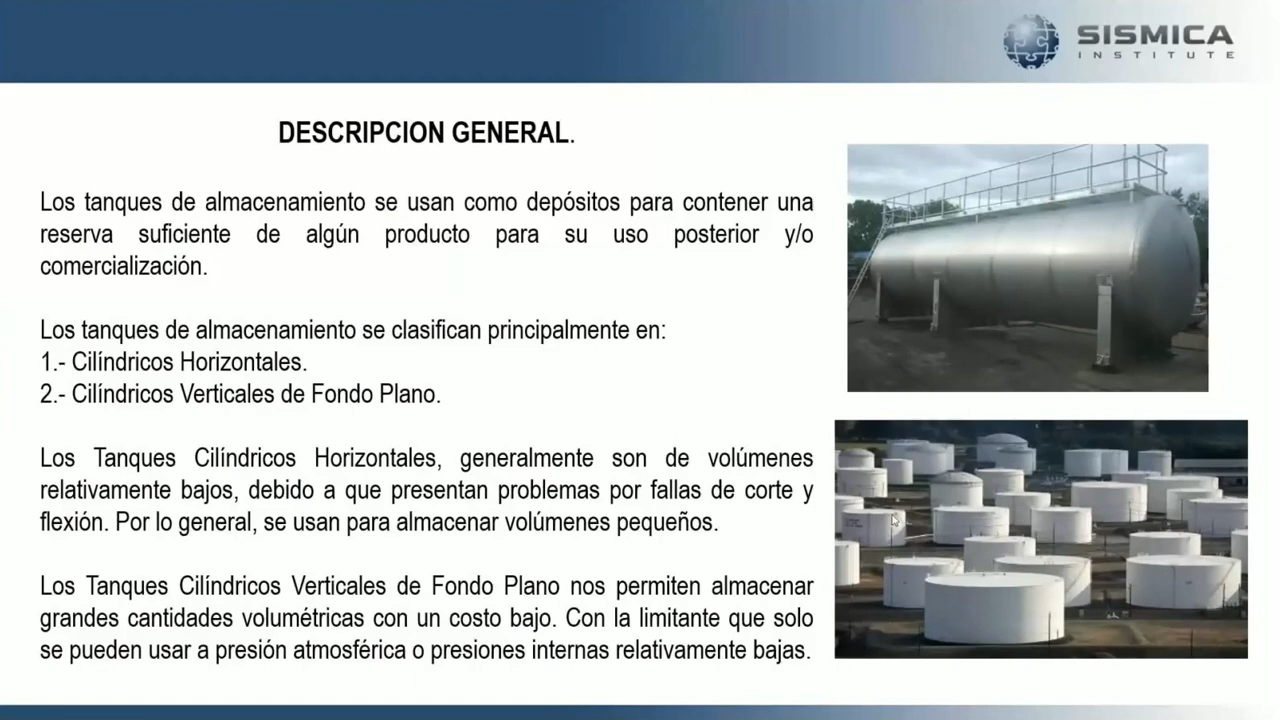 SISMICA
INSTITUTE
DESCRIPCION GENERAL.
Los tanques de almacenamiento se usan como depósitos para contener una
reserva suficiente de algún producto para su uso posterior y/o
comercialización.
Los tanques de almacenamiento se clasifican principalmente en:
1.- Cilíndricos Horizontales.
2.- Cilíndricos Verticales de Fondo Plano.
Los Tanques Cilíndricos Horizontales, generalmente son de volúmenes
relativamente bajos, debido a que presentan problemas por fallas de corte y
flexión. Por lo general, se usan para almacenar volúmenes pequeños.
Los Tanques Cilíndricos Verticales de Fondo Plano nos permiten almacenar
grandes cantidades volumétricas con un costo bajo. Con la limitante que solo
se pueden usar a presión atmosférica o presiones internas relativamente bajas.